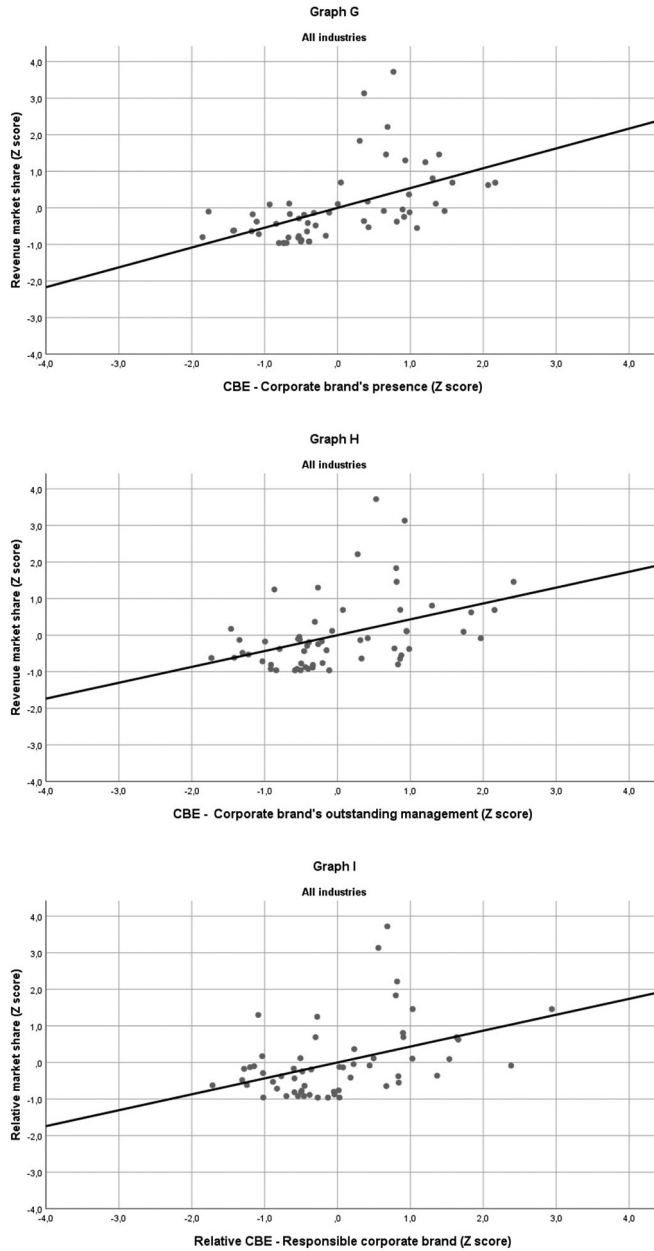 Graph G
All industries
4,0
3,0
2,0
1,0
,0
-1,0
-2,0
-3,0
-4,0
Revenue market share (Z score)
-4,0 -3,0 -2,0 -1,0 ,0 1,0 2,0 3,0 4,0
CBE - Corporate brand's presence (Z score)
Graph H
All industries
4,0
3,0
2,0
1,0
,0
-1,0
-2,0
-3,0
-4,0
Revenue market share (Z score)
-4,0 -3,0 -2,0 -1,0 ,0 1,0 2,0 3,0 4,0
CBE - Corporate brand's outstanding management (Z score)
Graph I
All industries
4,0
3,0
2,0
1,0
,0
-1,0
-2,0
-3,0
-4,0
Relative market share (Z score)
-4,0 -3,0 -2,0 -1,0 ,0 1,0 2,0 3,0 4,0
Relative CBE - Responsible corporate brand (Z score)